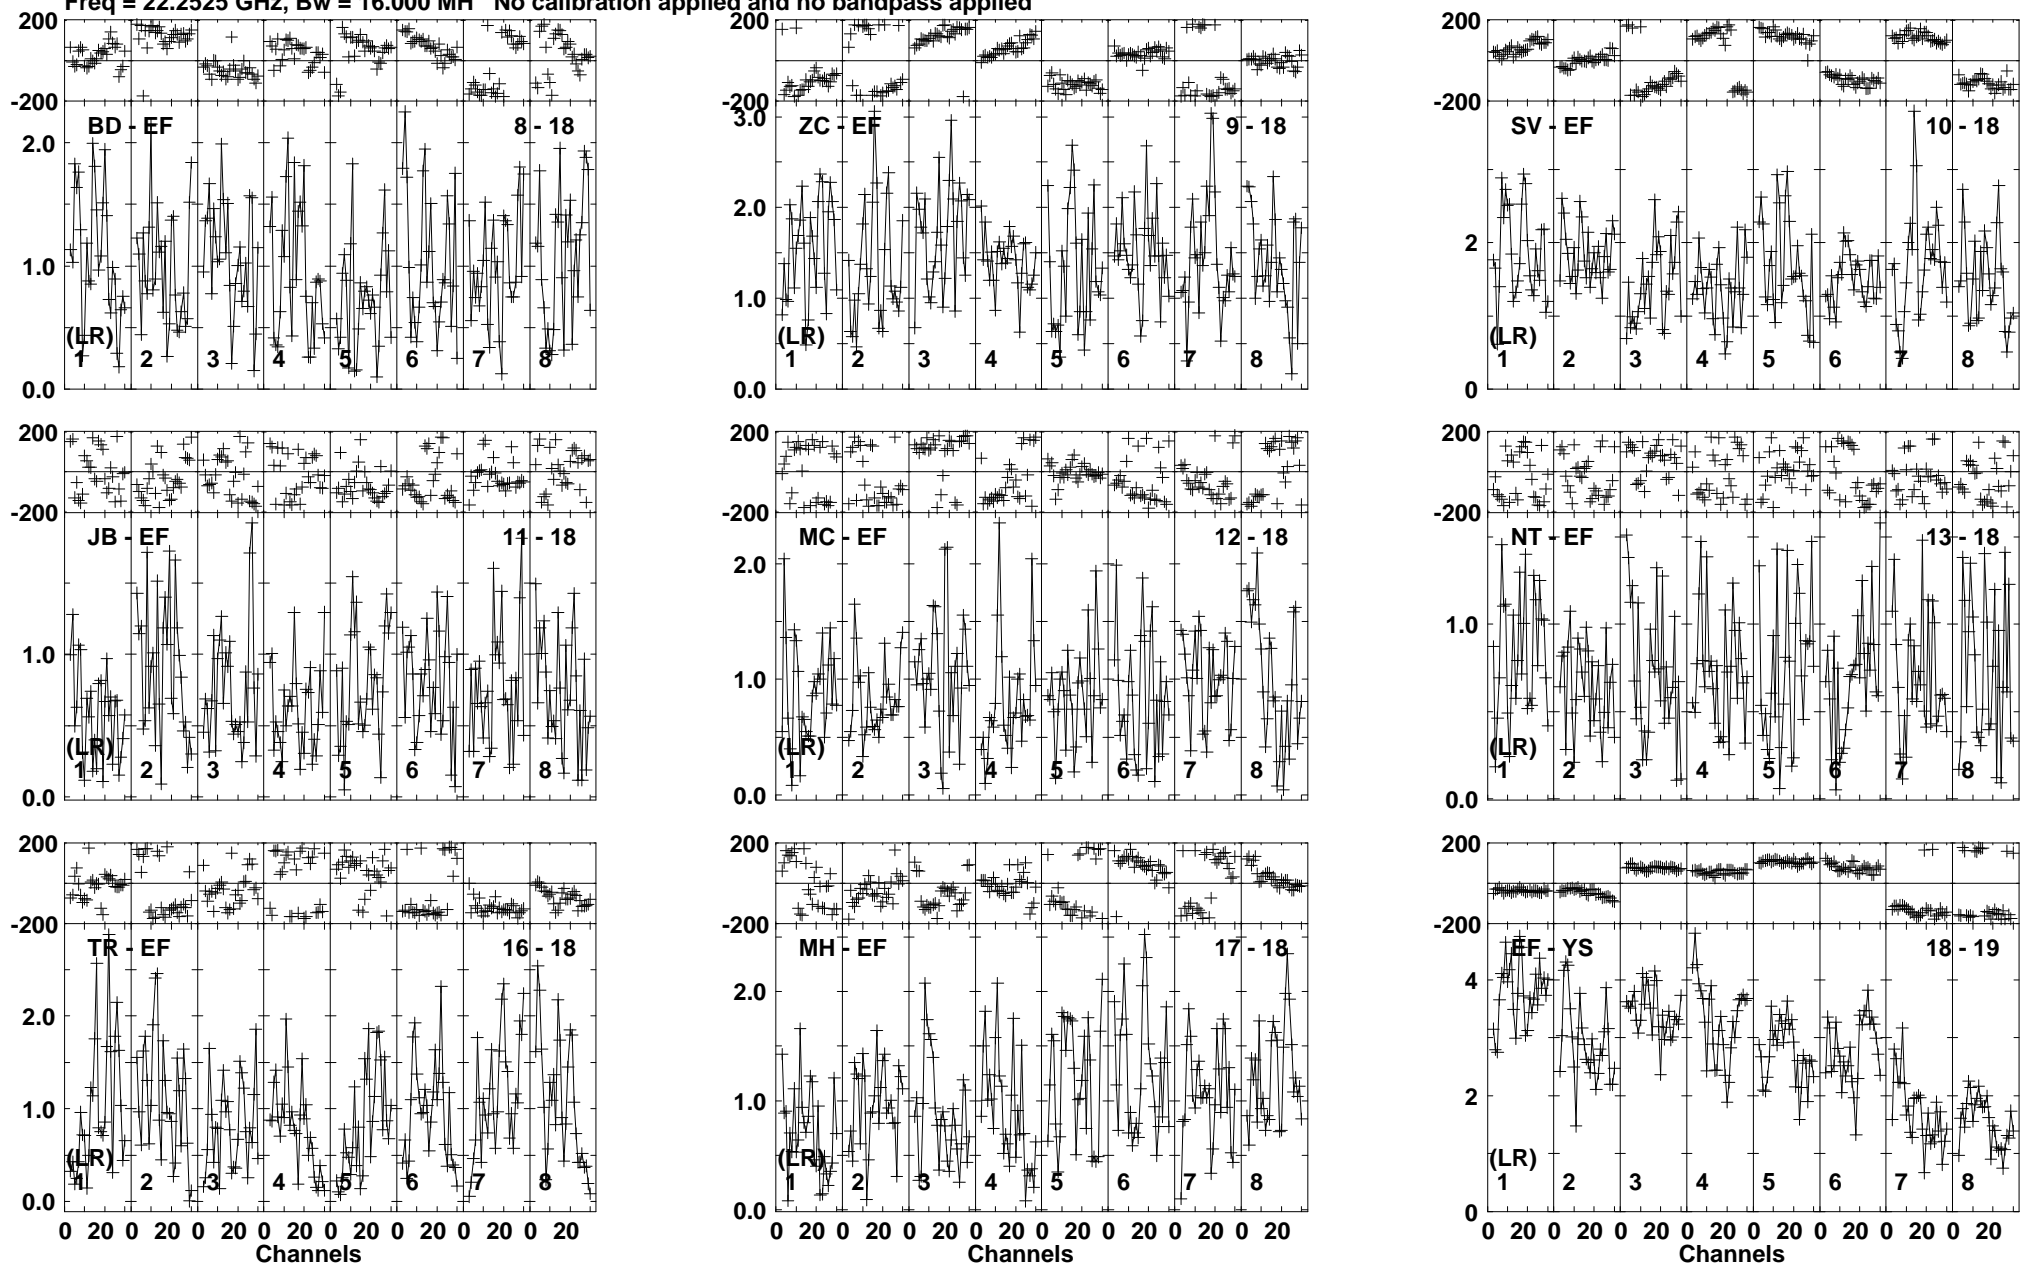 Freq = 22.2525 GHz, Bw = 16.000 MH No calibration applied and no bandpass applied
200
-200
BD - EF 8 - 18
2.0
1.0
0.0
(LR)
1 2 3 4 5 6 7 8
200
-200
ZC - EF 9 - 18
3.0
2.0
1.0
0.0
(LR)
1 2 3 4 5 6 7 8
200
-200
SV - EF 10 - 18
2
0
(LR)
1 2 3 4 5 6 7 8
200
-200
JB - EF 11 - 18
1.0
0.0
(LR)
1 2 3 4 5 6 7 8
200
-200
MC - EF 12 - 18
2.0
1.0
0.0
(LR)
1 2 3 4 5 6 7 8
200
-200
NT - EF 13 - 18
1.0
0.0
(LR)
1 2 3 4 5 6 7 8
200
-200
TR - EF 16 - 18
2.0
1.0
0.0
(LR)
1 2 3 4 5 6 7 8
0 20 0 20 0 20 0 20 0 20 0 20 0 20 0 20
Channels
200
-200
MH - EF 17 - 18
2.0
1.0
0.0
(LR)
1 2 3 4 5 6 7 8
0 20 0 20 0 20 0 20 0 20 0 20 0 20 0 20
Channels
200
-200
EF - YS 18 - 19
4
2
0
(LR)
1 2 3 4 5 6 7 8
0 20 0 20 0 20 0 20 0 20 0 20 0 20 0 20
Channels